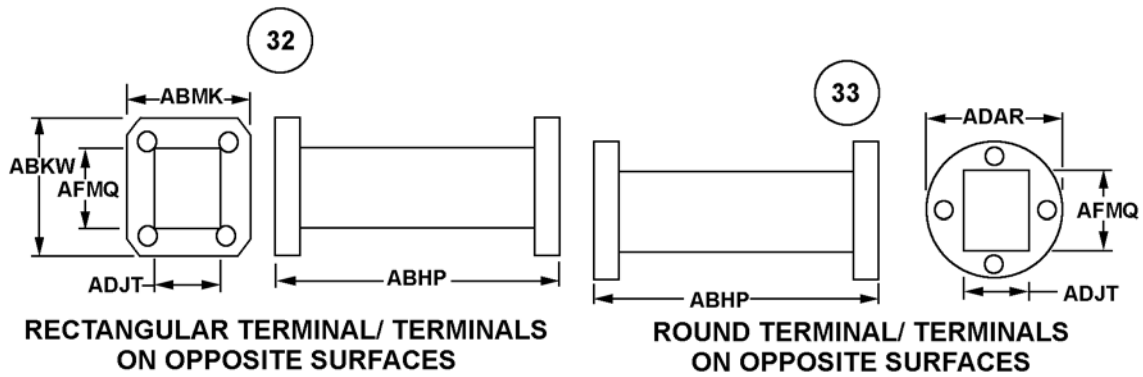 32
ABMK
ABKW
AFMQ
ADJT
ABHP
RECTANGULAR TERMINAL/ TERMINALS
ON OPPOSITE SURFACES
33
ADAR
AFMQ
ADJT
ABHP
ROUND TERMINAL/ TERMINALS
ON OPPOSITE SURFACES